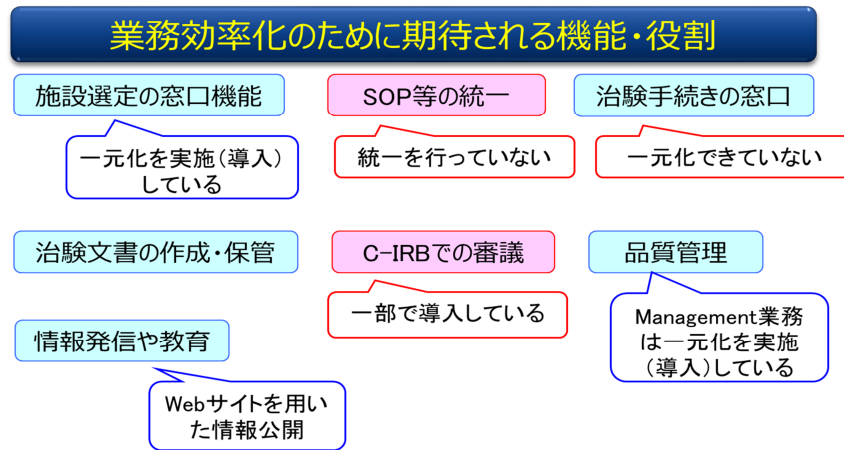 業務効率化のために期待される機能・役割
施設選定の窓口機能
一元化を実施(導入)
している
SOP等の統一
統一を行っていない
治験手続きの窓口
一元化できていない
治験文書の作成・保管
C-IRBでの審議
一部で導入している
品質管理
Management業務
は一元化を実施
(導入)している
情報発信や教育
Webサイトを用い
た情報公開